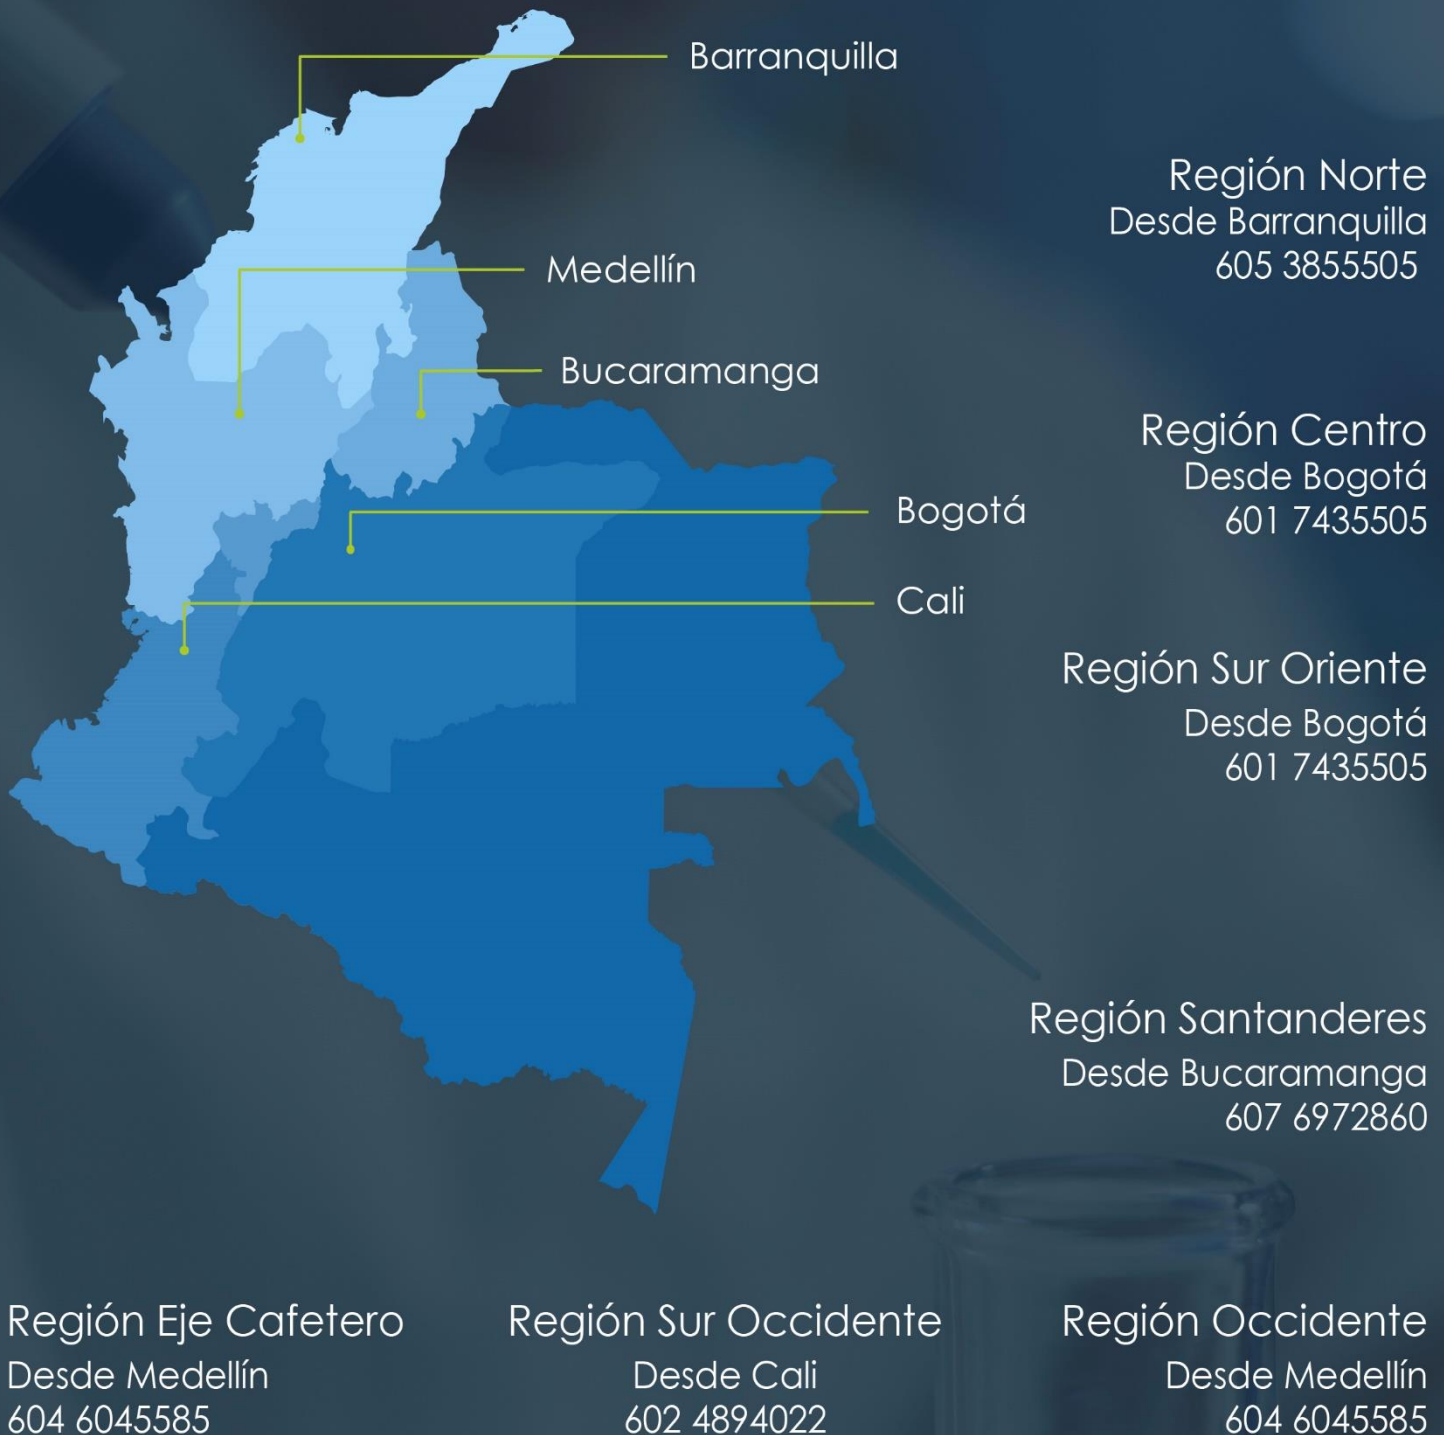 Barranquilla
Medellín
Bucaramanga
Bogotá
Cali
Región Norte
Desde Barranquilla
605 3855505
Región Centro
Desde Bogotá
601 7435505
Región Sur Oriente
Desde Bogotá
601 7435505
Región Santanderes
Desde Bucaramanga
607 6972860
Región Eje Cafetero
Desde Medellín
604 6045585
Región Sur Occidente
Desde Cali
602 4894022
Región Occidente
Desde Medellín
604 6045585